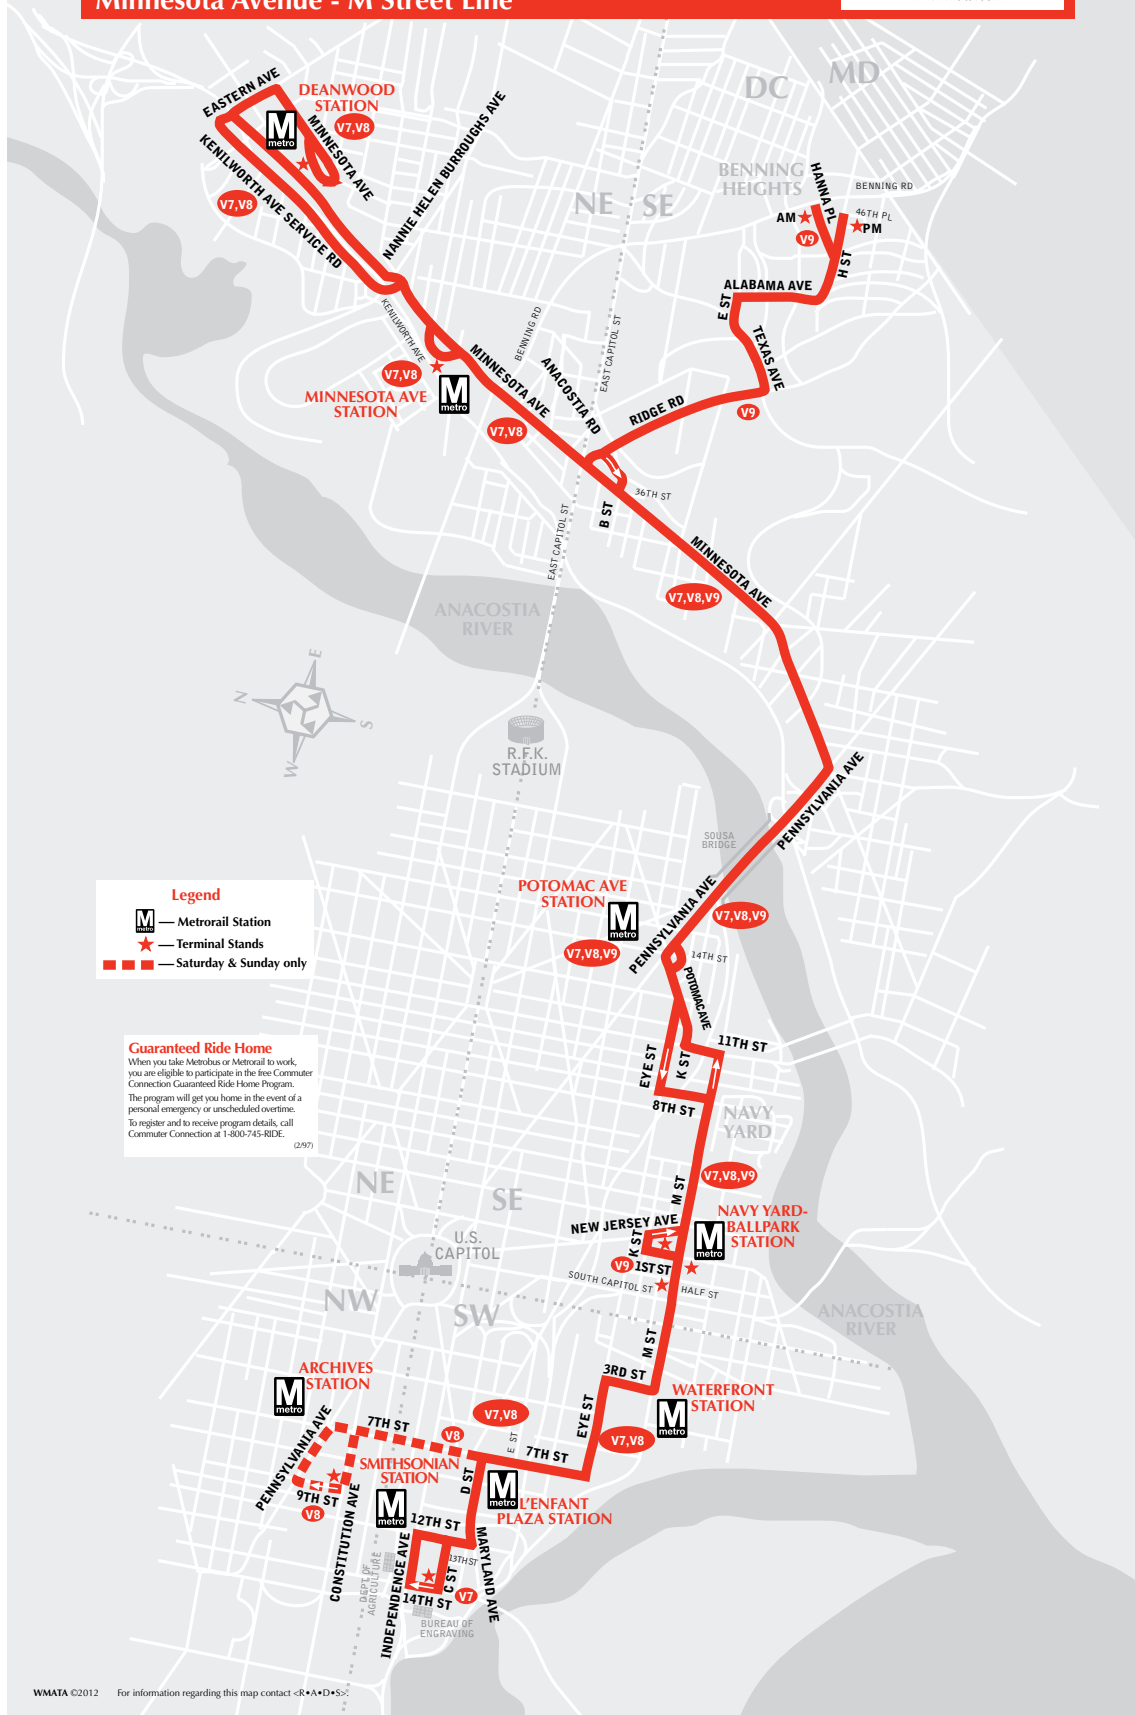 Minnesota Avenue - M Street Line
DC
MD
EASTERN AVE
DEANWOOD
STATION
V7,V8
M
metro
MINNESOTA AVE
KENILWORTH AVE SERVICE RD
V7,V8
NANNIE HELEN BURROUGHS AVE
NE
SE
BENNING
HEIGHTS
HANNA PL
BENNING RD
46TH PL
AM
PM
V9
H ST
ALABAMA AVE
E ST
TEXAS AVE
KENILWORTH AVE
BENNING RD
EAST CAPITOL ST
V7,V8
MINNESOTA AVE
STATION
M
metro
MINNESOTA AVE
ANACOSTIA RD
RIDGE RD
V9
V7,V8
36TH ST
B ST
EAST CAPITOL ST
MINNESOTA AVE
V7,V8,V9
ANACOSTIA
RIVER
E
N
S
W
R.F.K.
STADIUM
PENNSYLVANIA AVE
SOUSA
BRIDGE
POTOMAC AVE
STATION
M
metro
PENNSYLVANIA AVE
V7,V8,V9
V7,V8,V9
14TH ST
POTOMAC AVE
Legend
M
metro
— Metrorail Station
— Terminal Stands
— Saturday & Sunday only
11TH ST
EYE ST
K ST
8TH ST
NAVY
YARD
Guaranteed Ride Home
When you take Metrobus or Metrorail to work,
you are eligible to participate in the free Commuter
Connection Guaranteed Ride Home Program.
The program will get you home in the event of a
personal emergency or unscheduled overtime.
To register and to receive program details, call
Commuter Connection at 1-800-745-RIDE.
(2/97)
NE
SE
V7,V8,V9
M ST
NEW JERSEY AVE
NAVY YARD-
BALLPARK
STATION
M
metro
K ST
V9
1ST ST
SOUTH CAPITOL ST
HALF ST
U.S.
CAPITOL
NW
SW
ANACOSTIA
RIVER
M ST
3RD ST
WATERFRONT
STATION
M
metro
ARCHIVES
STATION
M
metro
PENNSYLVANIA AVE
7TH ST
V8
V7,V8
EYE ST
V7,V8
E ST
7TH ST
SMITHSONIAN
STATION
M
metro
D ST
M
metro
L'ENFANT
PLAZA STATION
9TH ST
V8
CONSTITUTION AVE
12TH ST
13TH ST
MARYLAND AVE
INDEPENDENCE AVE
C ST
DEPT OF
AGRICULTURE
14TH ST
V7
BUREAU OF
ENGRAVING
WMATA ©2012 For information regarding this map contact <R•A•D•S>.